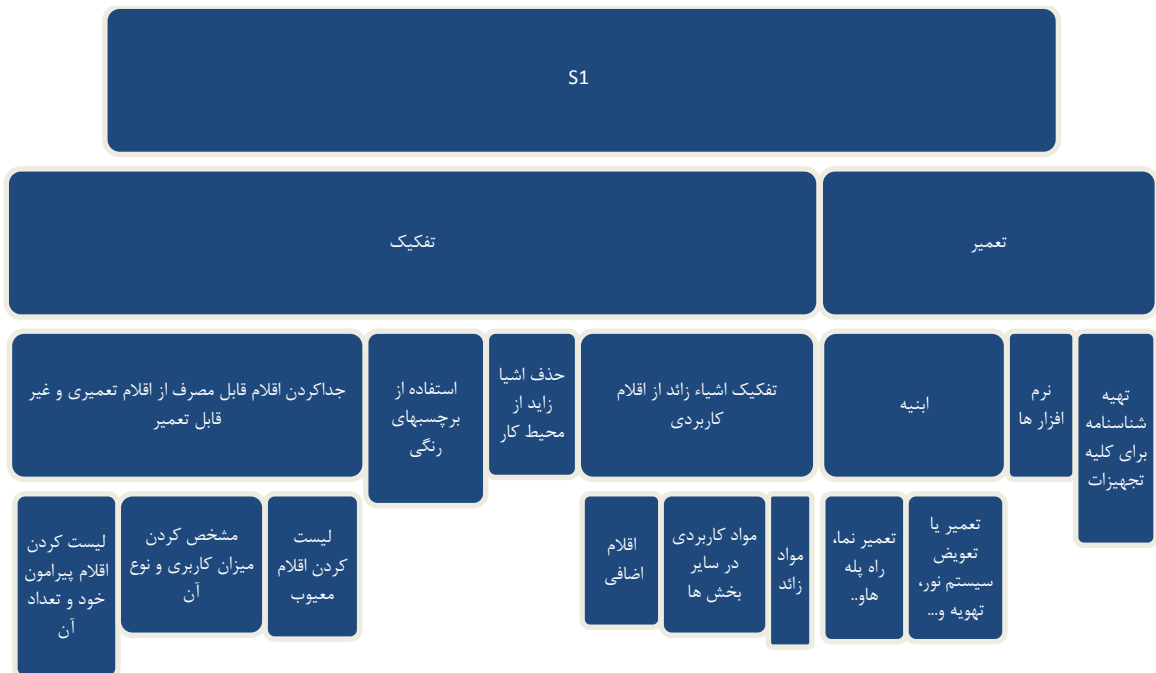 S1
تعمیر
تفکیک
تهیه
شناسنامه
برای کلیه
تجهیزات
نرم
افزار ها
ابنیه
تفکیک اشیاء زائد از اقلام
کاربردی
حذف اشیا
زاید از
محیط کار
استفاده از
برچسبهای
رنگی
جداکردن اقلام قابل مصرف از اقلام تعمیری و غیر
قابل تعمیر
تعمیر یا
تعویض
سیستم نور،
تهویه و...
تعمیر نما،
راه پله
هاو..
مواد
زائد
مواد کاربردی
در سایر
بخش ها
اقلام
اضافی
لیست
کردن اقلام
معیوب
مشخص کردن
میزان کاربری و نوع
آن
لیست کردن
اقلام پیرامون
خود و تعداد
آن